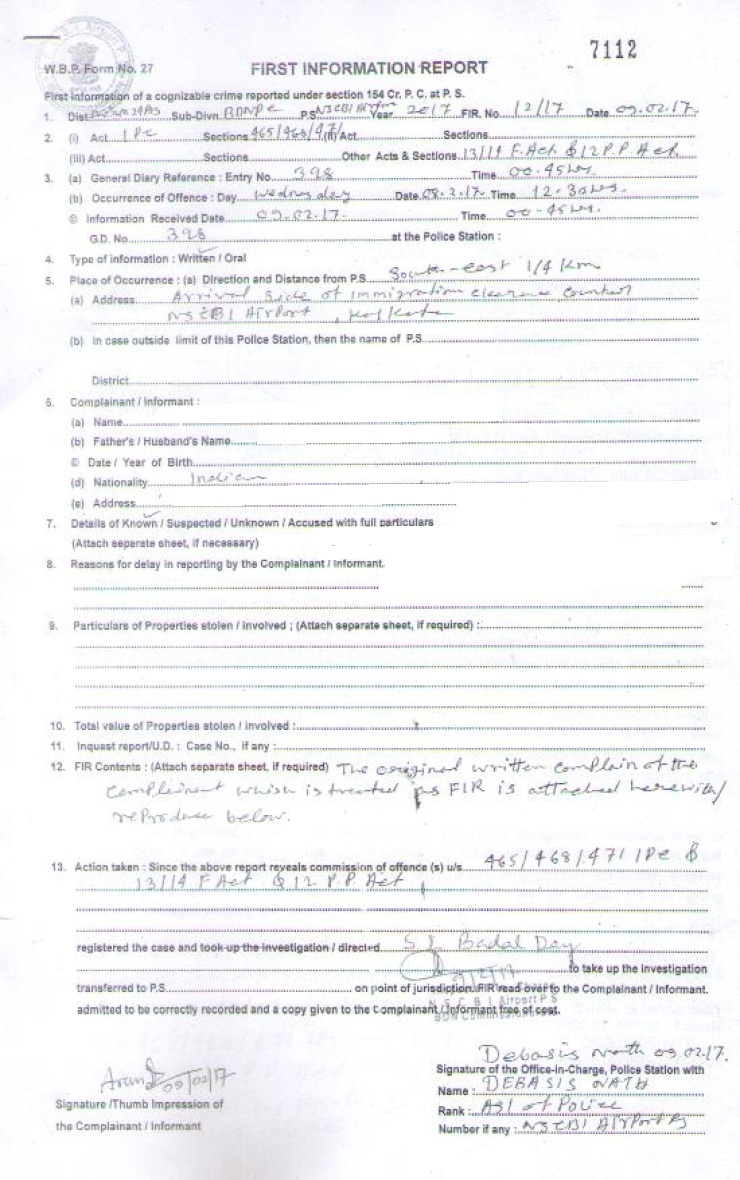 7112
W.B.P. Form No. 27 FIRST INFORMATION REPORT
First Information of a cognizable crime reported under section 154 Cr. P. C. at P. S.
1. Dist. Sub-Divn. BDNPC P.S. NSCBI Airport Year 2017 FIR. No. 12/17 Date 09.02.17.
2. (i) Act IPC Sections 465/468/471 (ii) Act Sections
(iii) Act Sections Other Acts & Sections 13/14 F. Act & 12 P.P Act
3. (a) General Diary Reference : Entry No. 398 Time 00.45 hrs
(b) Occurrence of Offence : Day Wednesday Date 08.2.17. Time 12-30 hrs.
© Information Received Date 09.02.17. Time 00-45 hrs.
G.D. No. 398 at the Police Station :
4. Type of information : Written / Oral
5. Place of Occurrence : (a) Direction and Distance from P.S. South-east 1/4 Km
(a) Address Arrival side of immigration clearance counter
NSCBI Airport, Kolkata
(b) In case outside limit of this Police Station, then the name of P.S.
District
6. Complainant / Informant :
(a) Name
(b) Father's / Husband's Name
© Date / Year of Birth
(d) Nationality Indian
(e) Address
7. Details of Known / Suspected / Unknown / Accused with full particulars
(Attach separate sheet, if necessary)
8. Reasons for delay in reporting by the Complainant / Informant.
9. Particulars of Properties stolen / involved ; (Attach separate sheet, if required) :
10. Total value of Properties stolen / involved :
11. Inquest report/U.D. : Case No., if any :
12. FIR Contents : (Attach separate sheet, if required) The original written complain of the
complainant which is treated as FIR is attached herewith/
reproduce below.
13. Action taken : Since the above report reveals commission of offence (s) u/s. 465/468/471 IPC &
13/14 F Act & 12 P.P. Act
registered the case and took up the investigation / directed S.I. Badal Dey
to take up the investigation
transferred to P.S. on point of jurisdiction. FIR read over to the Complainant / Informant.
N S C B I Airport P S
admitted to be correctly recorded and a copy given to the Complainant / Informant free of cost.
Debasis Nath 09.02.17.
09/02/17 Signature of the Office-in-Charge, Police Station with
Name : DEBASIS NATH
Signature /Thumb Impression of Rank : ASI of Police
the Complainant / Informant Number if any : NSCBI AIRPORT PS